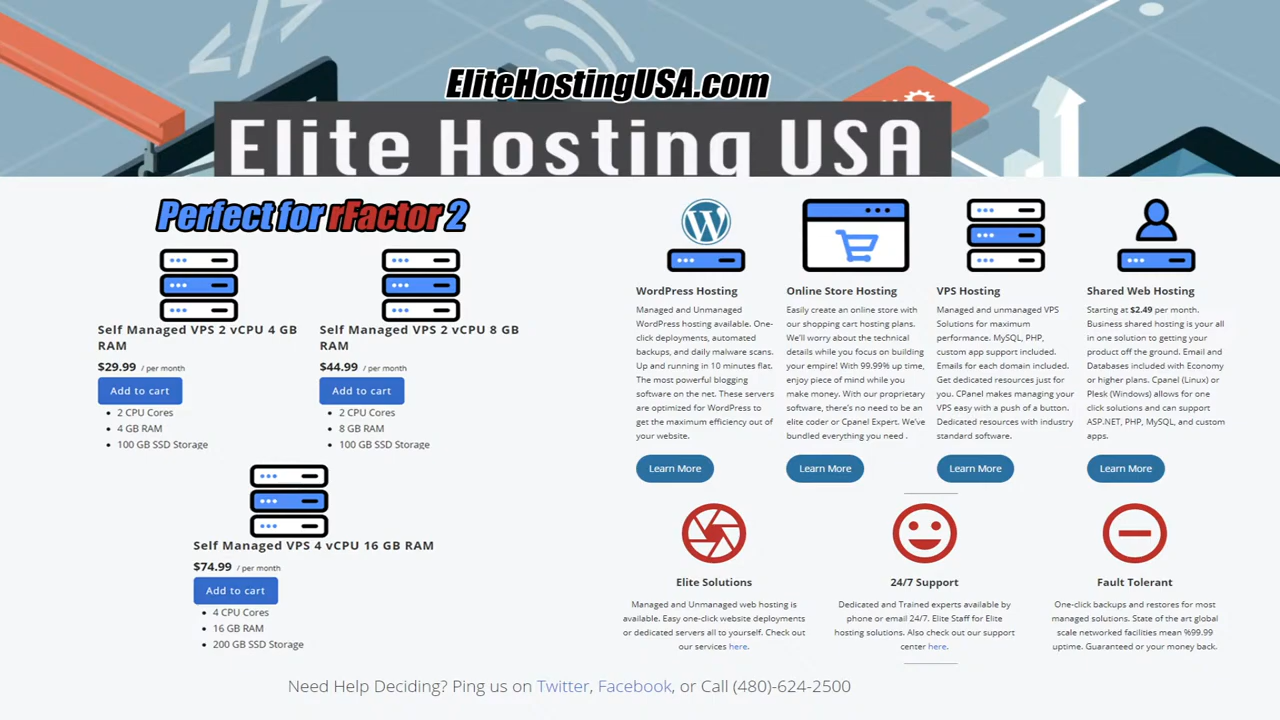 EliteHostingUSA.com
Elite Hosting USA
Perfect for rFactor 2
Self Managed VPS 2 vCPU 4 GB
RAM
$29.99 / per month
Add to cart
• 2 CPU Cores
• 4 GB RAM
• 100 GB SSD Storage
Self Managed VPS 2 vCPU 8 GB
RAM
$44.99 / per month
Add to cart
• 2 CPU Cores
• 8 GB RAM
• 100 GB SSD Storage
Self Managed VPS 4 vCPU 16 GB RAM
$74.99 / per month
Add to cart
• 4 CPU Cores
• 16 GB RAM
• 200 GB SSD Storage
WordPress Hosting
Managed and Unmanaged
WordPress hosting available. One-
click deployments, automated
backups, and daily malware scans.
Up and running in 10 minutes flat.
The most powerful blogging
software on the net. These servers
are optimized for WordPress to
get the maximum efficiency out of
your website.
Learn More
Online Store Hosting
Easily create an online store with
our shopping cart hosting plans.
We'll worry about the technical
details while you focus on building
your empire! With 99.99% up time,
enjoy piece of mind while you
make money. With our proprietary
software, there's no need to be an
elite coder or Cpanel Expert. We've
bundled everything you need .
Learn More
VPS Hosting
Managed and unmanaged VPS
Solutions for maximum
performance. MySQL, PHP,
custom app support included.
Emails for each domain included.
Get dedicated resources just for
you. CPanel makes managing your
VPS easy with a push of a button.
Dedicated resources with industry
standard software.
Learn More
Shared Web Hosting
Starting at $2.49 per month.
Business shared hosting is your all
in one solution to getting your
product off the ground. Email and
Databases included with Economy
or higher plans. Cpanel (Linux) or
Plesk (Windows) allows for one
click solutions and can support
ASP.NET, PHP, MySQL, and custom
apps.
Learn More
Elite Solutions
Managed and Unmanaged web hosting is
available. Easy one-click website deployments
or dedicated servers all to yourself. Check out
our services here.
24/7 Support
Dedicated and Trained experts available by
phone or email 24/7. Elite Staff for Elite
hosting solutions. Also check out our support
center here.
Fault Tolerant
One-click backups and restores for most
managed solutions. State of the art global
scale networked facilities mean %99.99
uptime. Guaranteed or your money back.
Need Help Deciding? Ping us on Twitter, Facebook, or Call (480)-624-2500